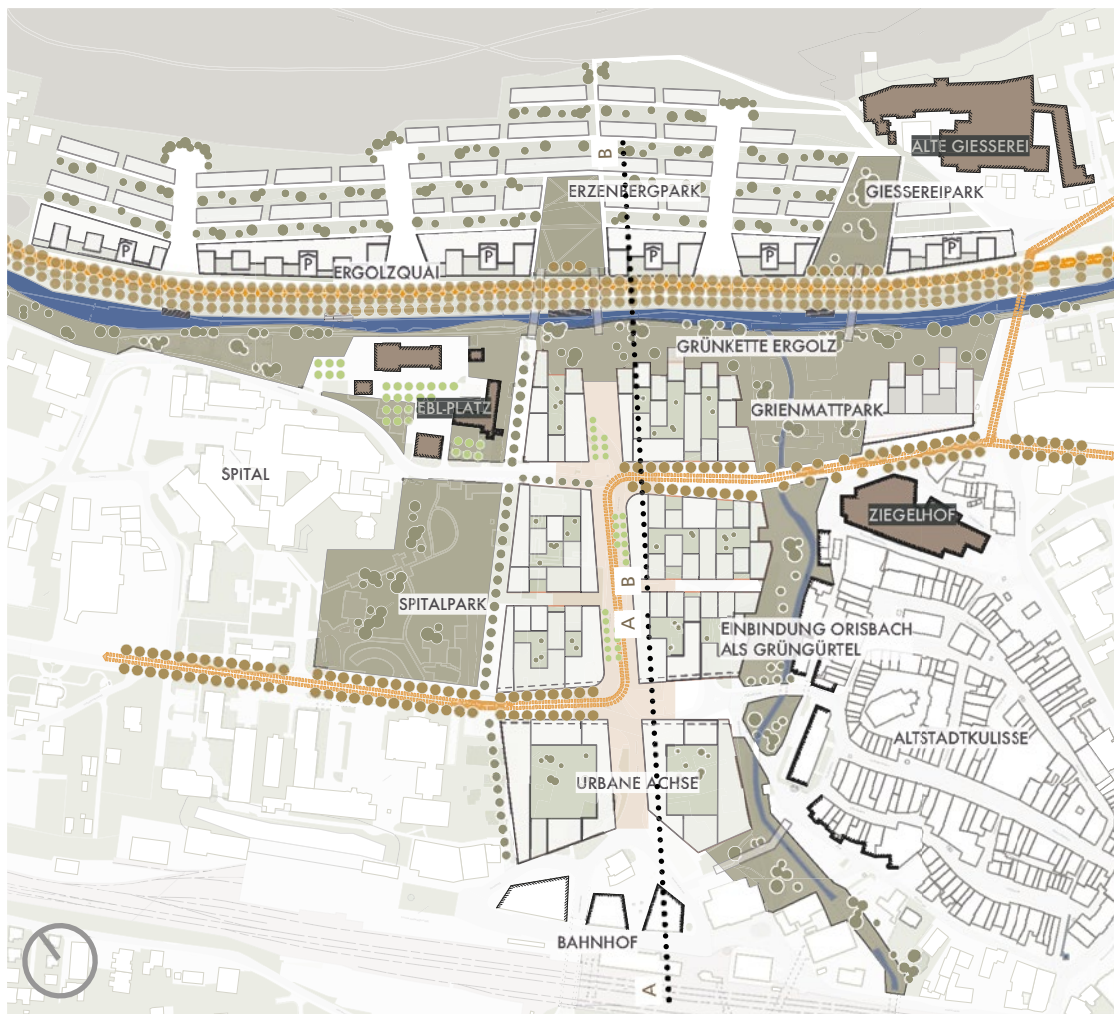 ALTE GIESSEREI
B
ERZENBERGPARK
GIESSEREIPARK
P
P
P
P
P
ERGOLZQUAI
GRÜNKETTE ERGOLZ
EBL-PLATZ
GRIENMATTPARK
SPITAL
ZIEGELHOF
B
SPITALPARK
A
EINBINDUNG ORISBACH
ALS GRÜNGÜRTEL
ALTSTADTKULISSE
URBANE ACHSE
BAHNHOF
A